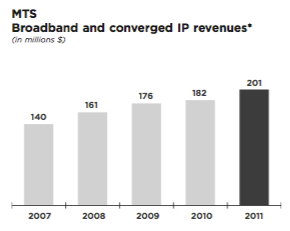 MTS
Broadband and converged IP revenues*
(in millions $)
201
182
176
161
140
2007 2008 2009 2010 2011